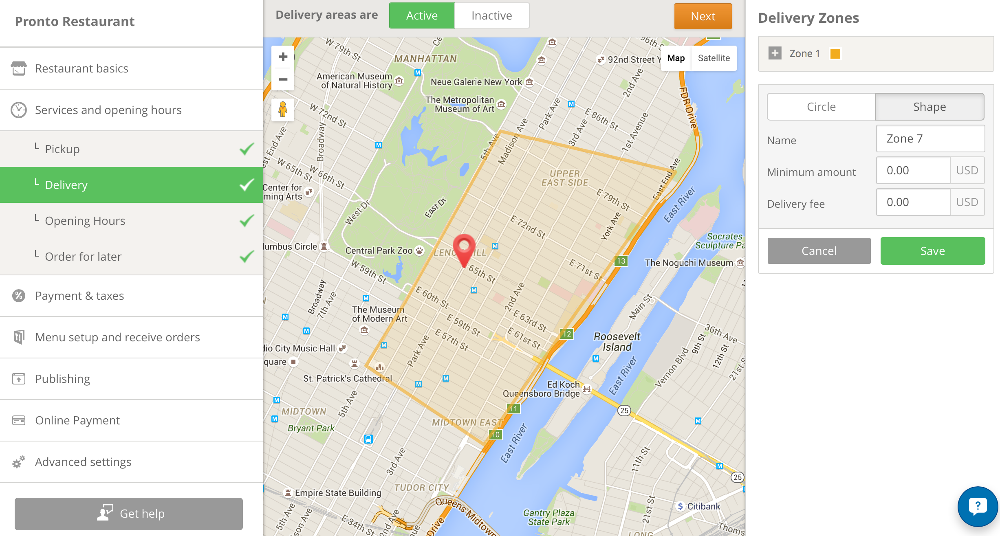 Pronto Restaurant
Restaurant basics
Services and opening hours
Pickup
Delivery
Opening Hours
Order for later
Payment & taxes
Menu setup and receive orders
Publishing
Online Payment
Advanced settings
Get help
Delivery areas are
Active
Inactive
Next
Map
Satellite
W 79th St
MANHATTAN
96th S
92nd Street Y
American Museum
of Natural History
Neue Galerie New York
The Metropolitan
Museum of Art
2nd Ave
FDR Drive
W 72nd St
Park Ave
E 86th St
Broadway
Madison Ave
3rd Ave
1st Avenue
est End Ave
5th Ave
W 65th St
W 66th St
UPPER
EAST SIDE
East End Ave
Center for
ming Arts
E 79th St
East River
West Dr
East Dr
E 72nd St
York Ave
Socrates
Sculpture Pa
lumbus Circle
Central Park Zoo
LENO ILL
E 65th St
E 71st St
13
The Noguchi Museum
W 59th St
Broadway
7th Ave
E 60th St
2nd Ave
Main St
The Museum
of Modern Art
E 59th St
E 63rd St
E 57th St
E 61st St
12
Roosevelt
Island
36th Ave
9th St
12th St
21st S
dio City Music Hall
quare
Park Ave
Vernon Blvd
St. Patrick's Cathedral
Ed Koch
Queensboro Bridge
East River
MIDTOWN
5th Ave
11
25
Bryant Park
MIDTOWN EAST
10
East River
3rd Ave
11th St
25
TUDOR CITY
Empire State Building
Queens Midtown
5th Ave
ison Ave
E 34th St
2nd Ave
nue
Drive
Gantry Plaza
State Park
21st St
Citibank
LONG
Thoms
Delivery Zones
Zone 1
Circle
Shape
Name
Zone 7
Minimum amount
0.00
USD
Delivery fee
0.00
USD
Cancel
Save